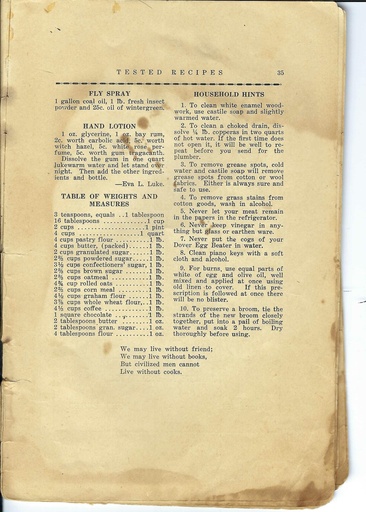 TESTED RECIPES 35
FLY SPRAY
1 gallon coal oil, 1 lb. fresh insect
powder and 25c. oil of wintergreen.
HAND LOTION
1 oz. glycerine, 1 oz. bay rum,
2c. worth carbolic acid, 5c. worth
witch hazel, 5c. white rose per-
fume, 5c. worth gum tragacanth.
Dissolve the gum in one quart
lukewarm water and let stand over
night. Then add the other ingred-
ients and bottle.
—Eva L. Luke.
TABLE OF WEIGHTS AND
MEASURES
3 teaspoons, equals ..1 tablespoon
16 tablespoons ............1 cup
2 cups ....................1 pint
4 cups ...................1 quart
4 cups pastry flour .........1 lb.
2 cups butter, (packed).....1 lb.
2 cups granulated sugar.....1 lb.
2⅔ cups powdered sugar.....1 lb.
3½ cups confectioners' sugar, 1 lb.
2⅔ cups brown sugar .......1 lb.
2⅔ cups oatmeal ...........1 lb.
4¾ cup rolled oats .........1 lb.
2⅔ cups corn meal .........1 lb.
4½ cups graham flour ......1 lb.
3⅞ cups whole wheat flour,..1 lb.
4⅓ cups coffee .............1 lb.
1 square chocolate .........1 oz.
2 tablespoons butter .......1 oz.
2 tablespoons gran. sugar....1 oz.
4 tablespoons flour .........1 oz.
HOUSEHOLD HINTS
1. To clean white enamel wood-
work, use castile soap and slightly
warmed water.
2. To clean a choked drain, dis-
solve ¼ lb. copperas in two quarts
of hot water. If the first time does
not open it, it will be well to re-
peat before you send for the
plumber.
3. To remove grease spots, cold
water and castile soap will remove
grease spots from cotton or wool
fabrics. Either is always sure and
safe to use.
4. To remove grass stains from
cotton goods, wash in alcohol.
5. Never let your meat remain
in the papers in the refrigerator.
6. Never keep vinegar in any-
thing but glass or earthen ware.
7. Never put the cogs of your
Dover Egg Beater in water.
8. Clean piano keys with a soft
cloth and alcohol.
9. For burns, use equal parts of
white of egg and olive oil, well
mixed and applied at once using
old linen to cover. If this pre-
scription is followed at once there
will be no blister.
10. To preserve a broom, tie the
strands of the new broom closely
together, put into a pail of boiling
water and soak 2 hours. Dry
thoroughly before using.
We may live without friend;
We may live without books,
But civilized men cannot
Live without cooks.